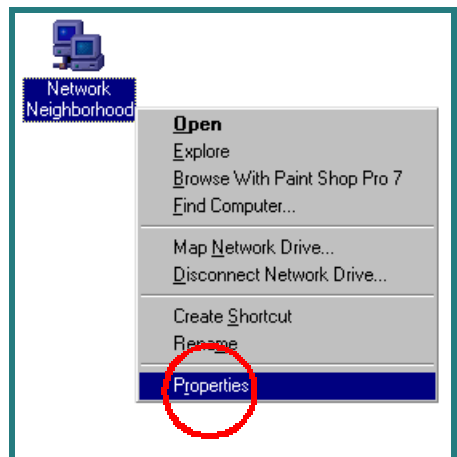 Network
Neighborhood
Open
Explore
Browse With Paint Shop Pro 7
Find Computer...
Map Network Drive...
Disconnect Network Drive...
Create Shortcut
Rename
Properties